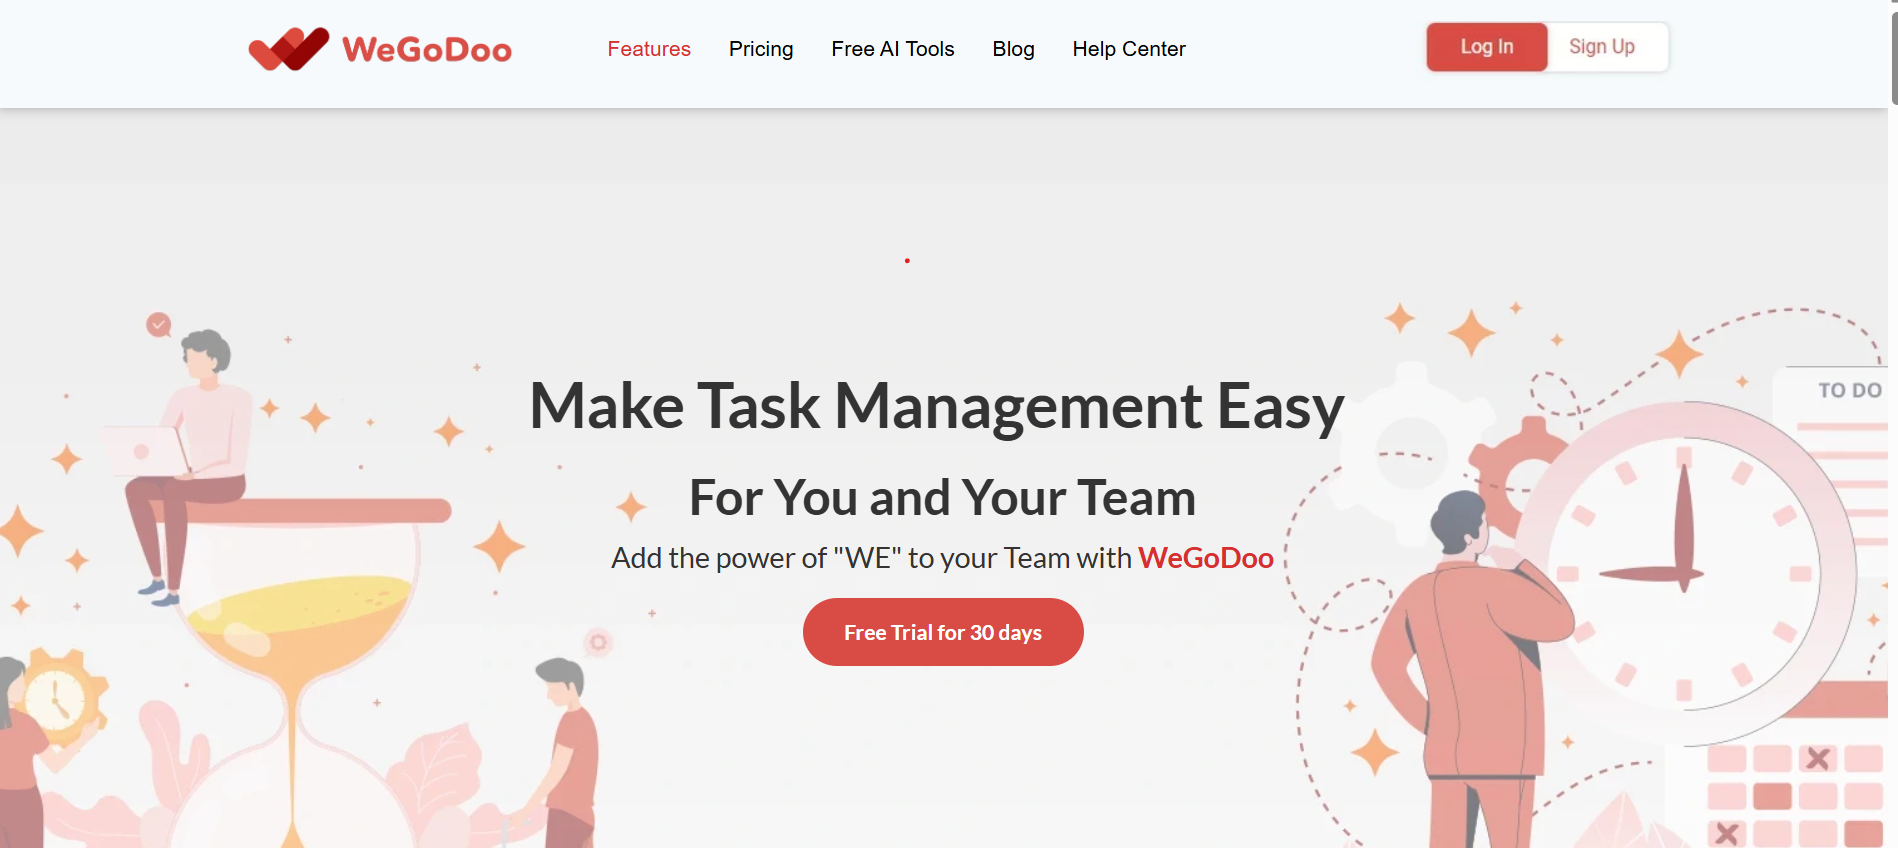 WeGoDoo
Features Pricing Free AI Tools Blog Help Center
Log In Sign Up
TO DO
Make Task Management Easy
For You and Your Team
Add the power of "WE" to your Team with WeGoDoo
Free Trial for 30 days